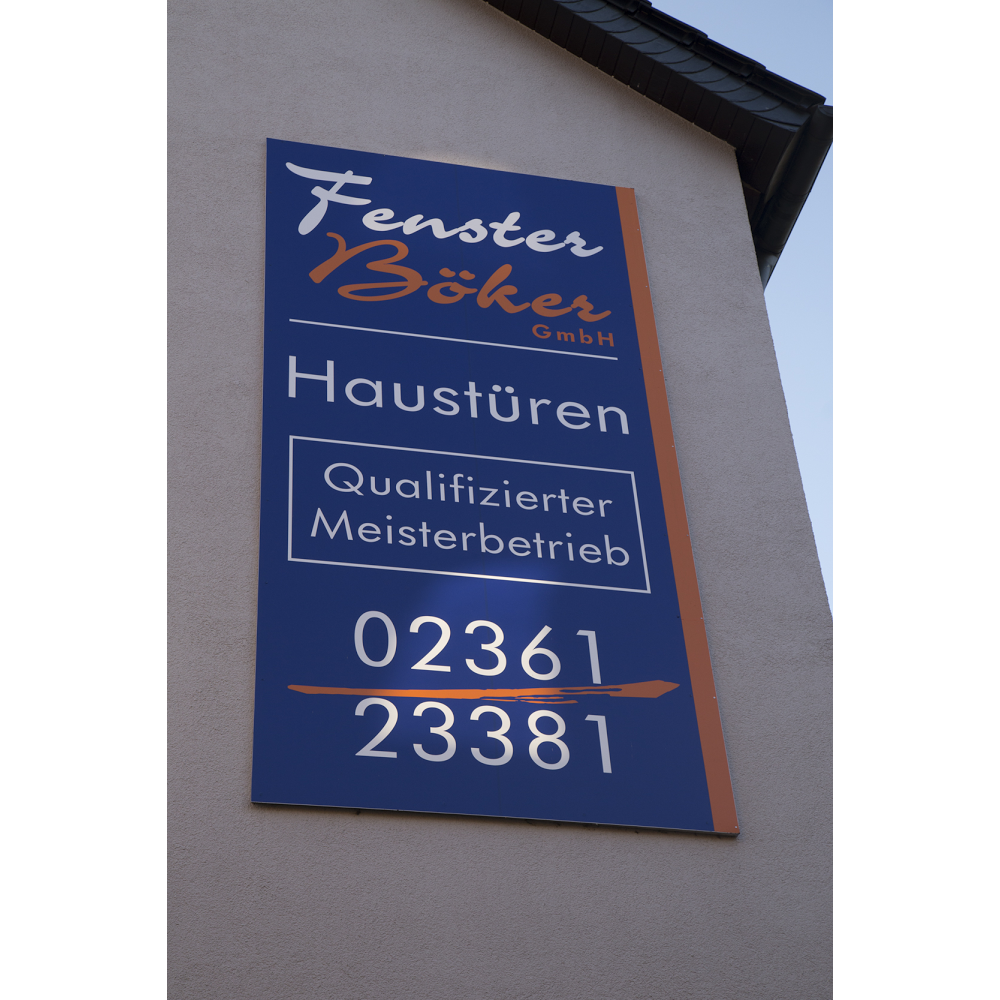 Fenster
Böker
GmbH
Haustüren
Qualifizierter
Meisterbetrieb
02361
23381